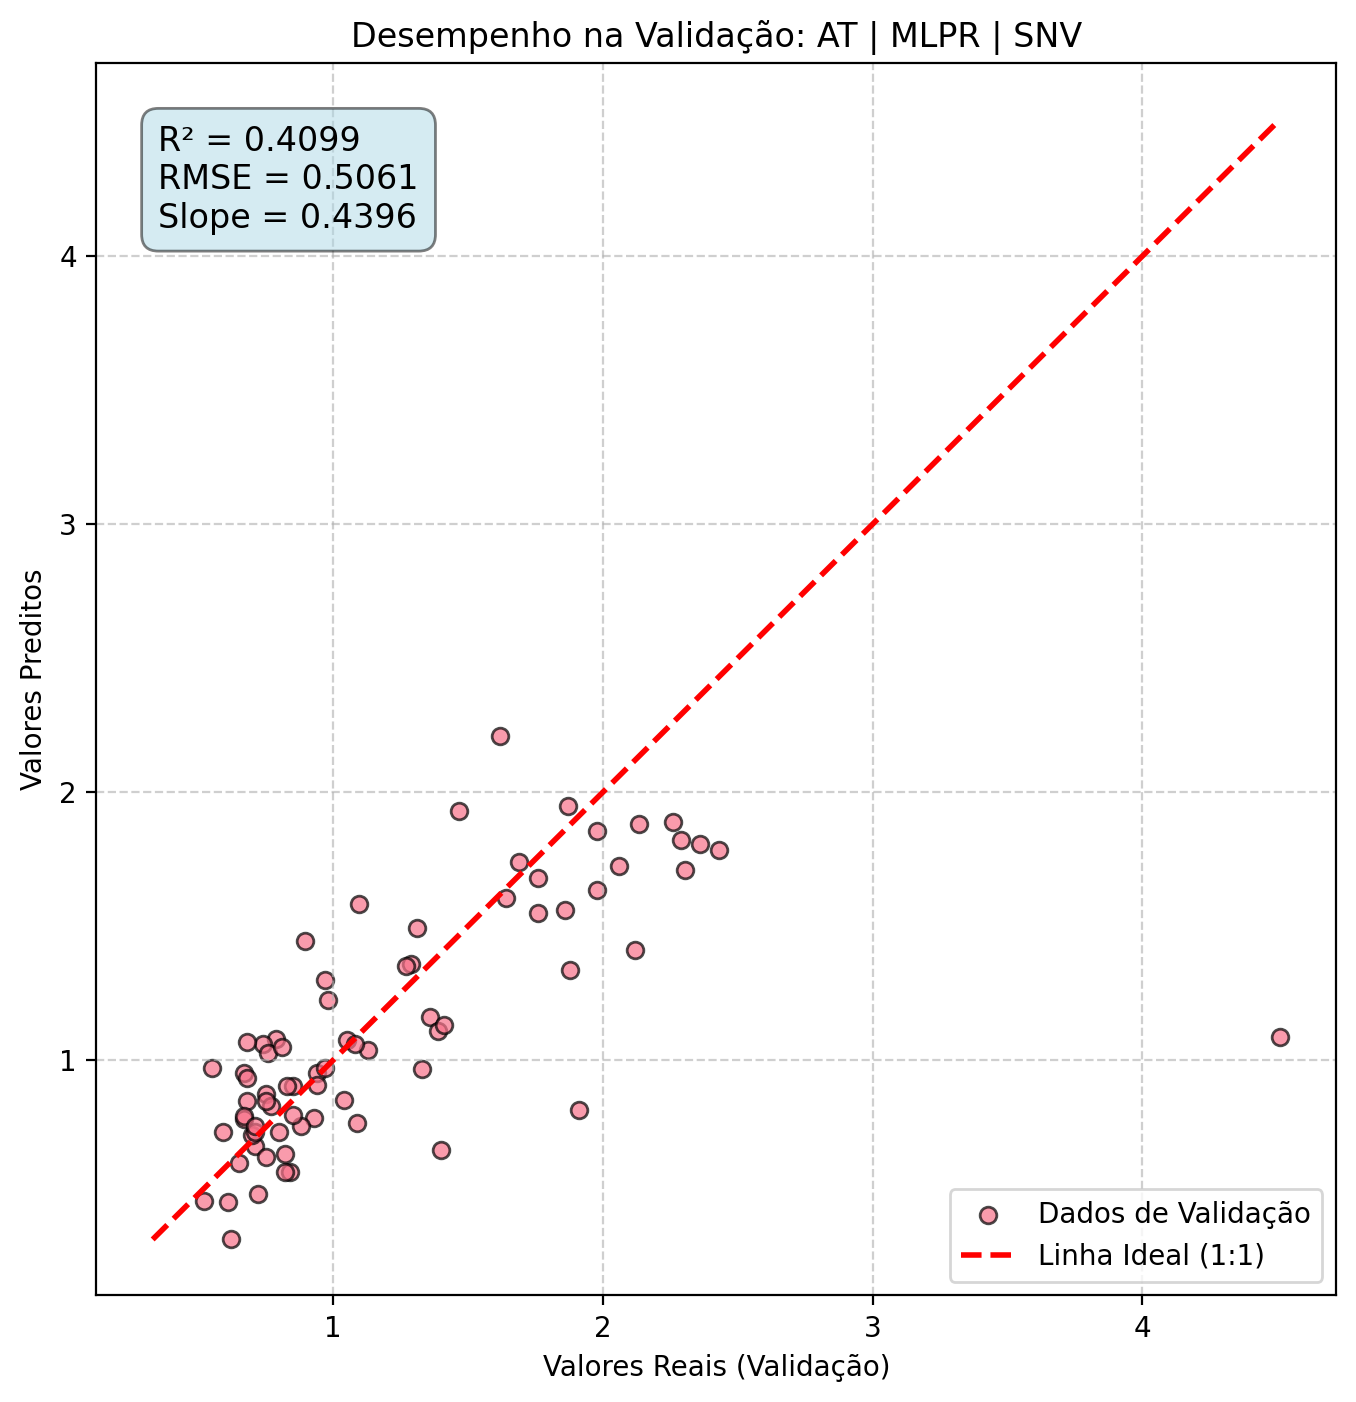 Desempenho na Validação: AT | MLPR | SNV
R² = 0.4099
RMSE = 0.5061
Slope = 0.4396
4
3
2
1
Valores Preditos
Dados de Validação
Linha Ideal (1:1)
1 2 3 4
Valores Reais (Validação)